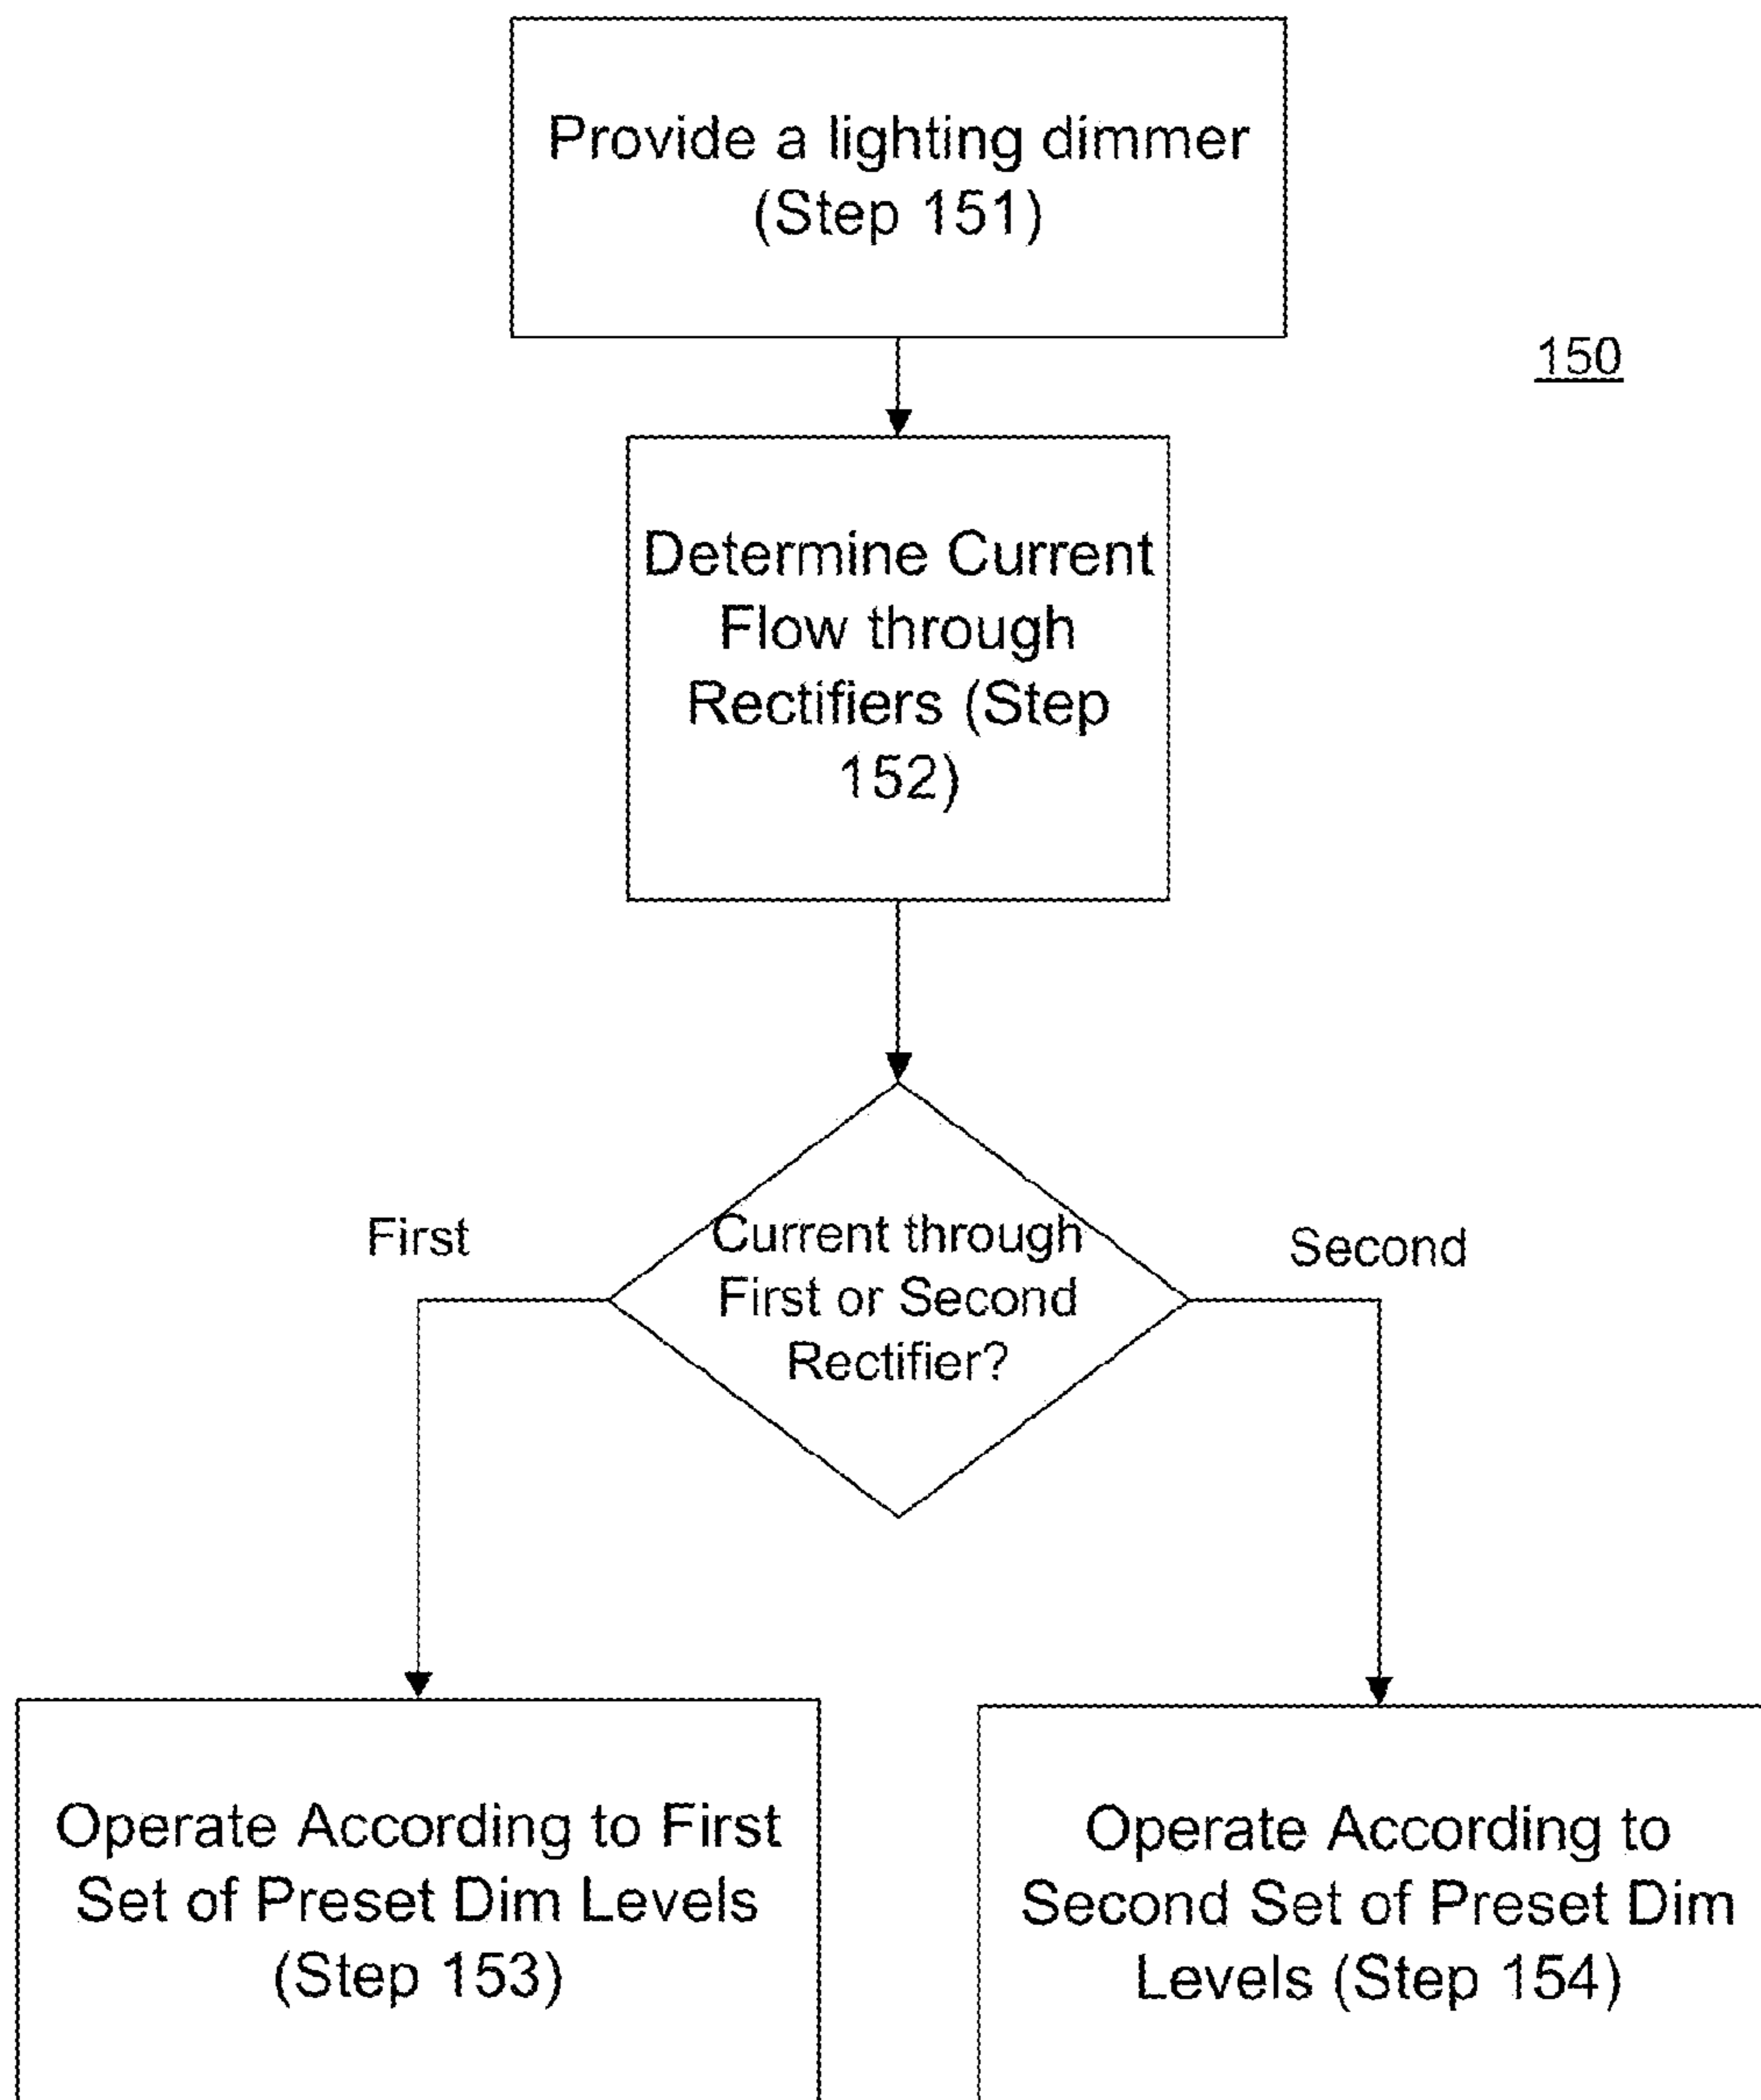 Provide a lighting dimmer
(Step 151)
150
Determine Current
Flow through
Rectifiers (Step
152)
First
Current through
First or Second
Rectifier?
Second
Operate According to First
Set of Preset Dim Levels
(Step 153)
Operate According to
Second Set of Preset Dim
Levels (Step 154)